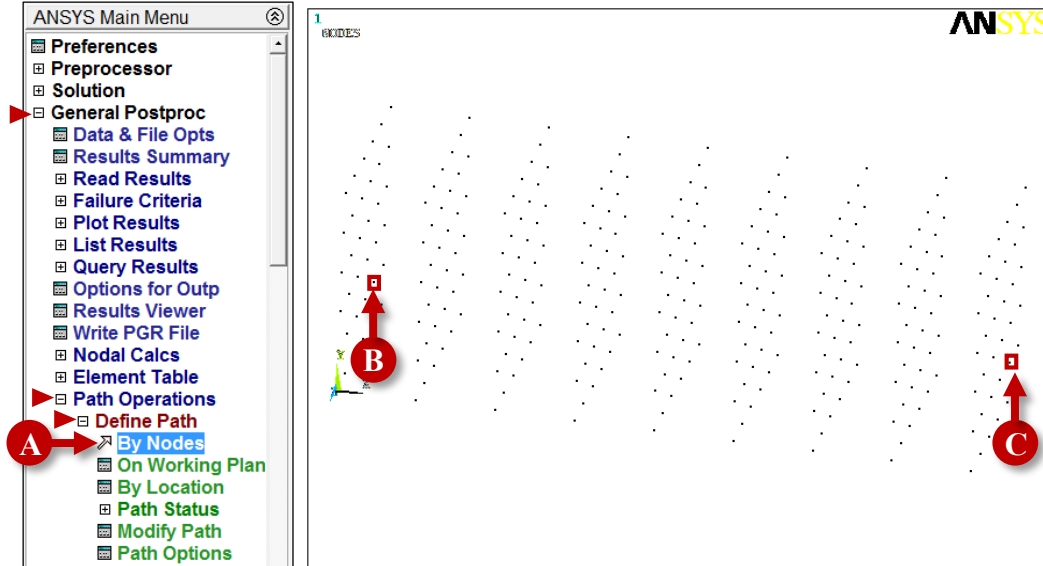 ANSYS Main Menu
Preferences
Preprocessor
Solution
General Postproc
Data & File Opts
Results Summary
Read Results
Failure Criteria
Plot Results
List Results
Query Results
Options for Outp
Results Viewer
Write PGR File
Nodal Calcs
Element Table
Path Operations
Define Path
A
By Nodes
On Working Plan
By Location
Path Status
Modify Path
Path Options
1
NODES
ANSYS
B
C
Y